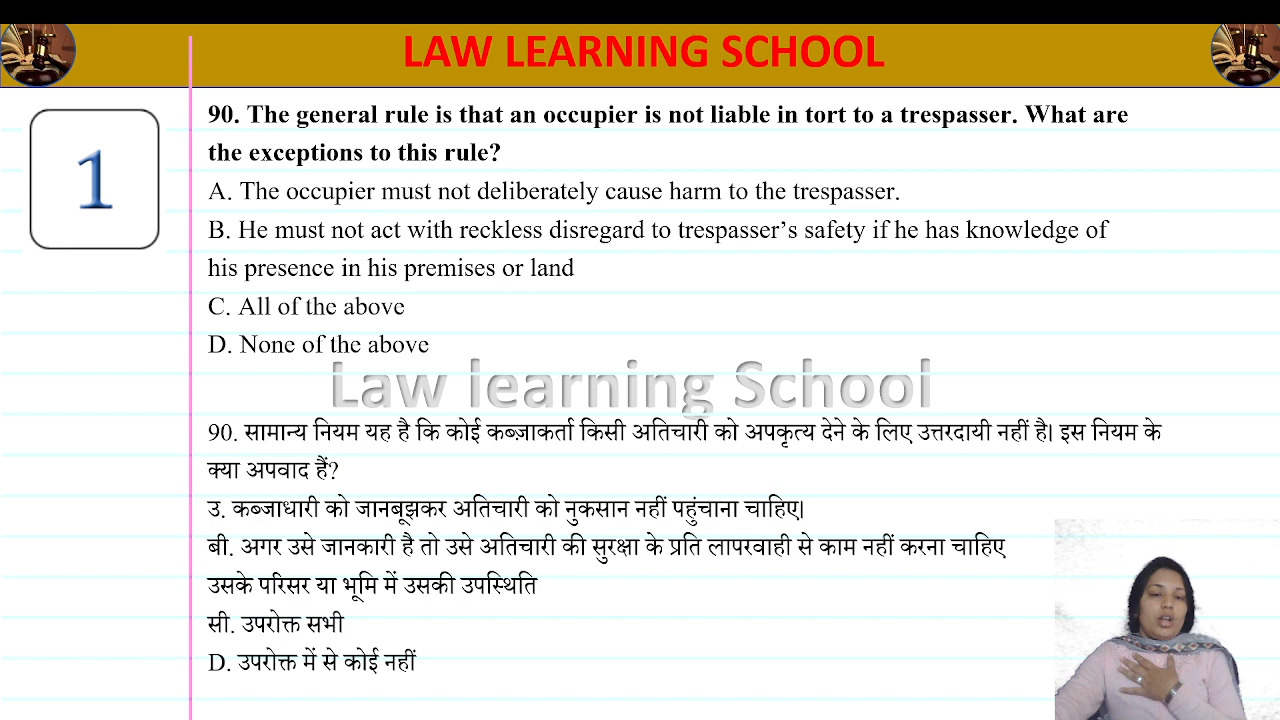 LAW LEARNING SCHOOL
1
90. The general rule is that an occupier is not liable in tort to a trespasser. What are
the exceptions to this rule?
A. The occupier must not deliberately cause harm to the trespasser.
B. He must not act with reckless disregard to trespasser’s safety if he has knowledge of
his presence in his premises or land
C. All of the above
D. None of the above
Law learning School
90. सामान्य नियम यह है कि कोई कब्ज़ाकर्ता किसी अतिचारी को अपकृत्य देने के लिए उत्तरदायी नहीं है। इस नियम के
क्या अपवाद हैं?
उ. कब्जाधारी को जानबूझकर अतिचारी को नुकसान नहीं पहुंचाना चाहिए।
बी. अगर उसे जानकारी है तो उसे अतिचारी की सुरक्षा के प्रति लापरवाही से काम नहीं करना चाहिए
उसके परिसर या भूमि में उसकी उपस्थिति
सी. उपरोक्त सभी
D. उपरोक्त में से कोई नहीं